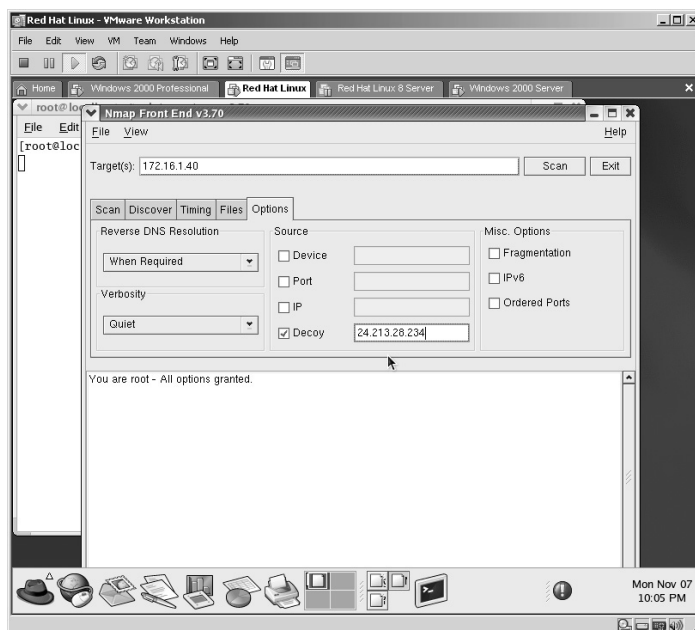 Red Hat Linux - VMware Workstation
File Edit View VM Team Windows Help
Home Windows 2000 Professional Red Hat Linux Red Hat Linux 8 Server Windows 2000 Server
root@loc
File Edit
[root@loc
Nmap Front End v3.70
File View Help
Target(s): 172.16.1.40 Scan Exit
Scan Discover Timing Files Options
Reverse DNS Resolution Source Misc. Options
When Required Device Fragmentation
Port IPv6
Verbosity IP Ordered Ports
Quiet Decoy 24.213.28.234
You are root - All options granted.
Mon Nov 07
10:05 PM